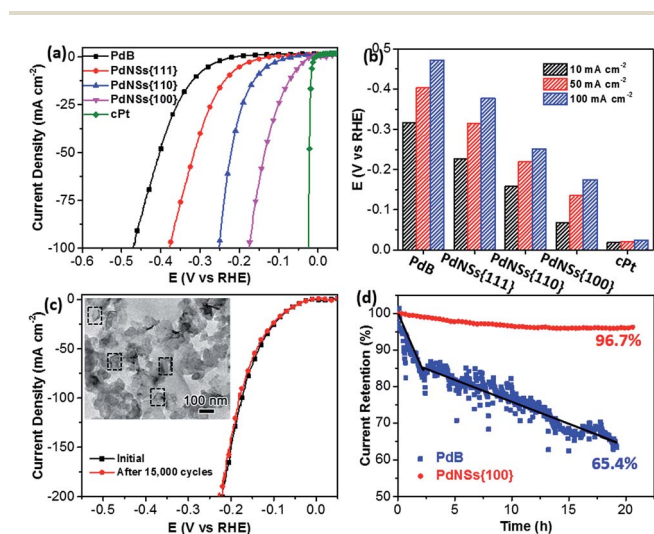 (a)
PdB
PdNSs{111}
PdNSs{110}
PdNSs{100}
cPt
0
-25
-50
-75
-100
Current Density (mA cm⁻²)
-0.6 -0.5 -0.4 -0.3 -0.2 -0.1 0.0
E (V vs RHE)
(b)
10 mA cm⁻²
50 mA cm⁻²
100 mA cm⁻²
-0.5
-0.4
-0.3
-0.2
-0.1
0.0
E (V vs RHE)
PdB PdNSs{111} PdNSs{110} PdNSs{100} cPt
(c)
100 nm
Initial
After 15,000 cycles
0
-50
-100
-150
-200
Current Density (mA cm⁻²)
-0.5 -0.4 -0.3 -0.2 -0.1 0.0
E (V vs RHE)
(d)
96.7%
65.4%
PdB
PdNSs{100}
100
90
80
70
60
50
Current Retention (%)
0 5 10 15 20
Time (h)